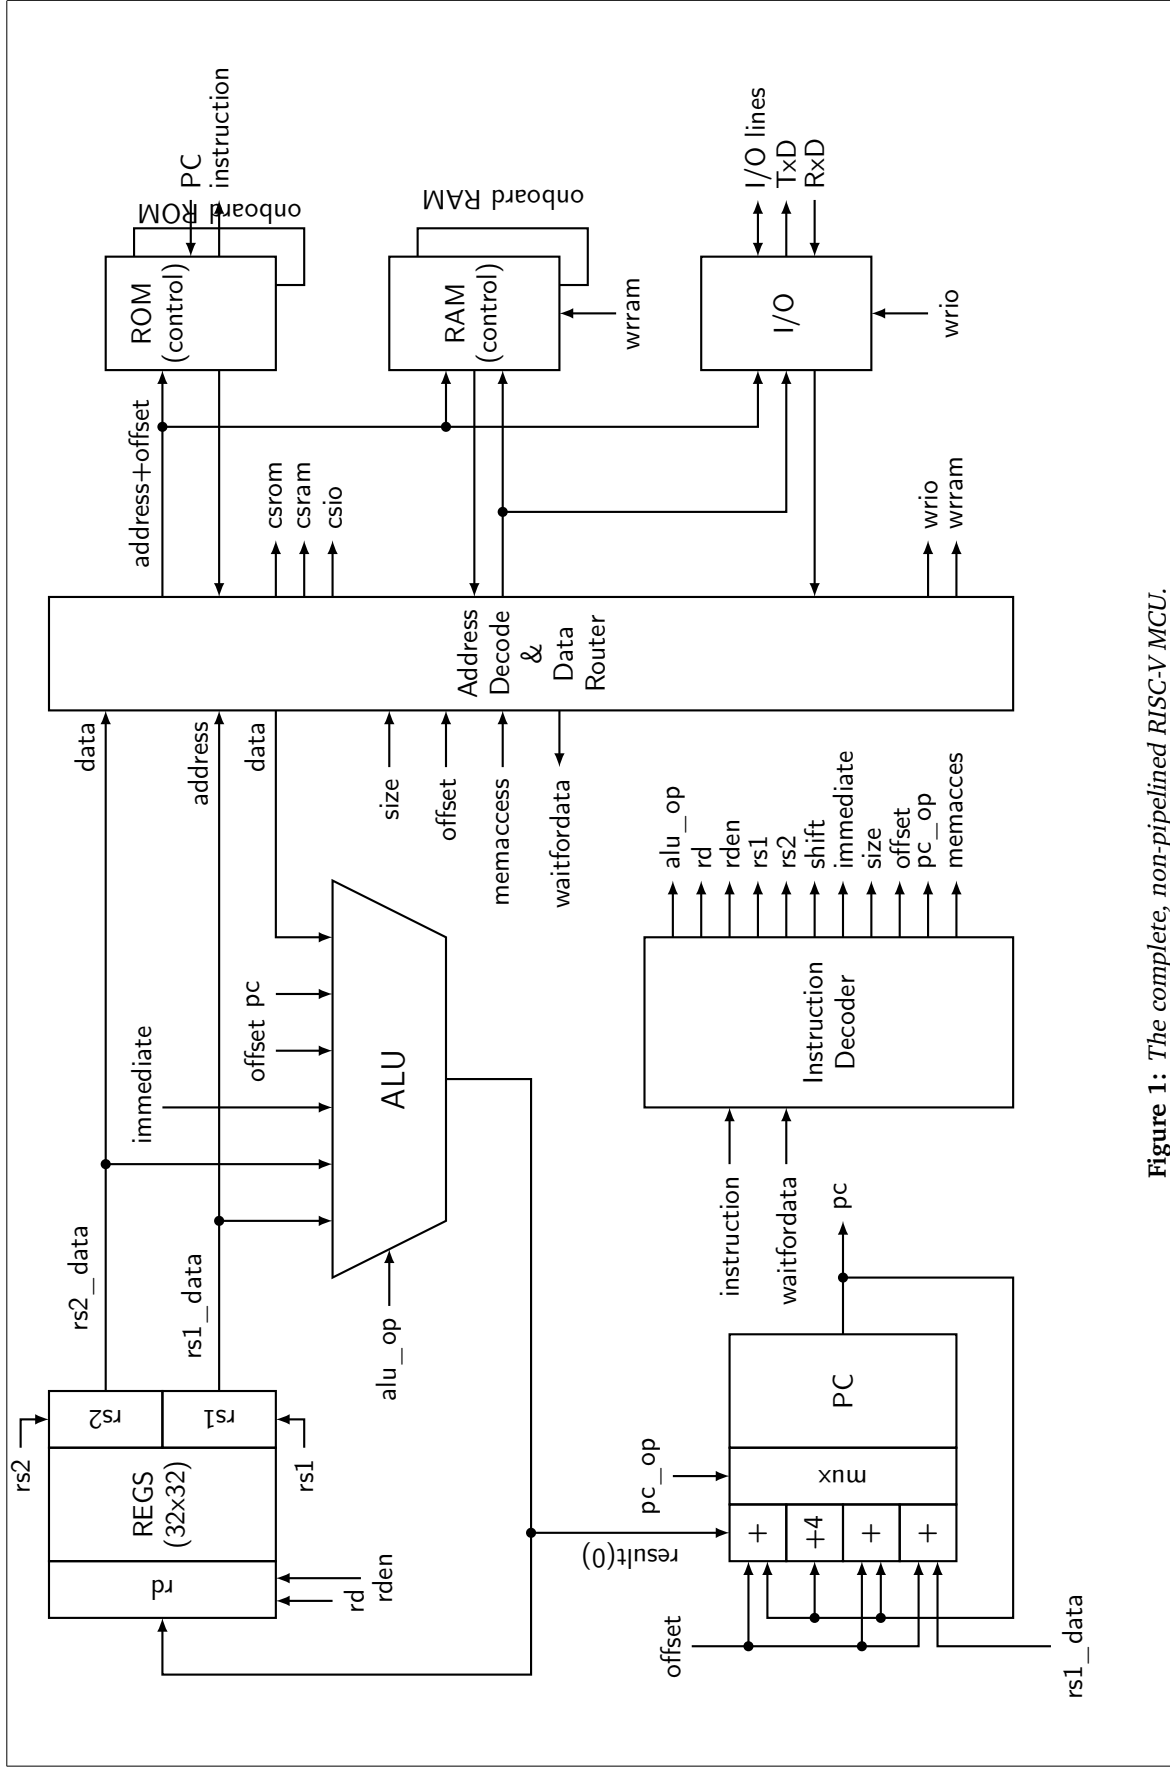 rs2
rs2_data
rs2
rs1
REGS
(32x32)
rd
rs1
rs1_data
rd
rden
immediate
offset
pc
alu_op
ALU
data
address
data
size
offset
memaccess
waitfordata
Address
Decode
&
Data
Router
address+offset
csrom
csram
csio
wrio
wrram
ROM
(control)
onboard ROM
PC
instruction
RAM
(control)
onboard RAM
wrram
I/O
I/O lines
TxD
RxD
wrio
result(0)
pc_op
offset
+
+4
+
+
mux
PC
pc
rs1_data
instruction
waitfordata
Instruction
Decoder
alu_op
rd
rden
rs1
rs2
shift
immediate
size
offset
pc_op
memacces
Figure 1: The complete, non-pipelined RISC-V MCU.